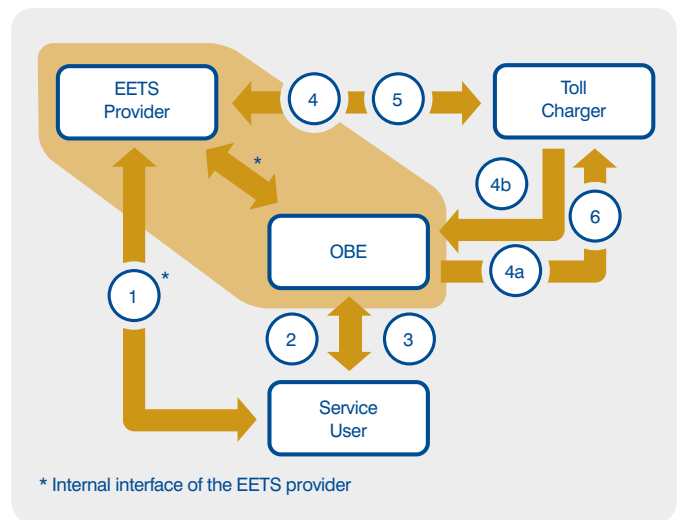 EETS
Provider
4
5
Toll
Charger
*
4b
6
OBE
4a
1
*
2
3
Service
User
* Internal interface of the EETS provider